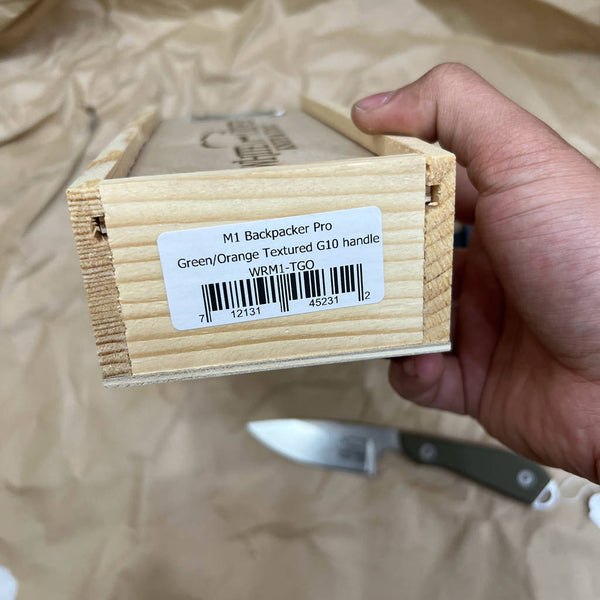 M1 Backpacker Pro
Green/Orange Textured G10 handle
WRM1-TGO
7 12131 45231 2